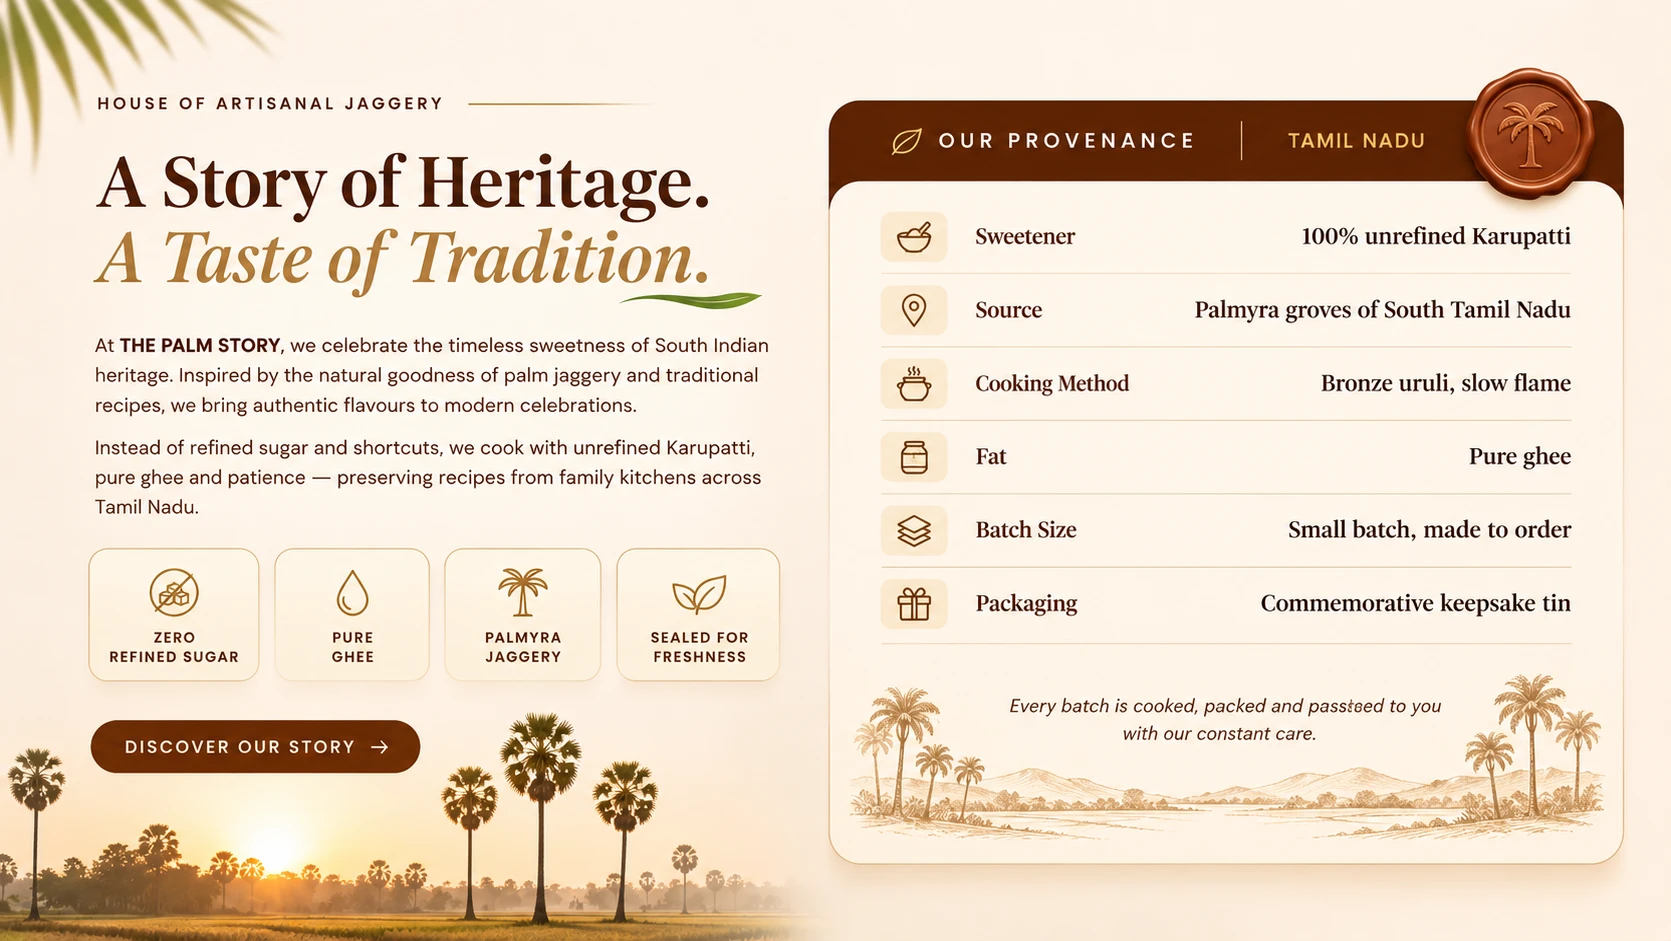 HOUSE OF ARTISANAL JAGGERY
A Story of Heritage.
A Taste of Tradition.
At THE PALM STORY, we celebrate the timeless sweetness of South Indian
heritage. Inspired by the natural goodness of palm jaggery and traditional
recipes, we bring authentic flavours to modern celebrations.
Instead of refined sugar and shortcuts, we cook with unrefined Karupatti,
pure ghee and patience — preserving recipes from family kitchens across
Tamil Nadu.
ZERO
REFINED SUGAR
PURE
GHEE
PALMYRA
JAGGERY
SEALED FOR
FRESHNESS
DISCOVER OUR STORY →
OUR PROVENANCE | TAMIL NADU
Sweetener 100% unrefined Karupatti
Source Palmyra groves of South Tamil Nadu
Cooking Method Bronze uruli, slow flame
Fat Pure ghee
Batch Size Small batch, made to order
Packaging Commemorative keepsake tin
Every batch is cooked, packed and to you
with our constant care.